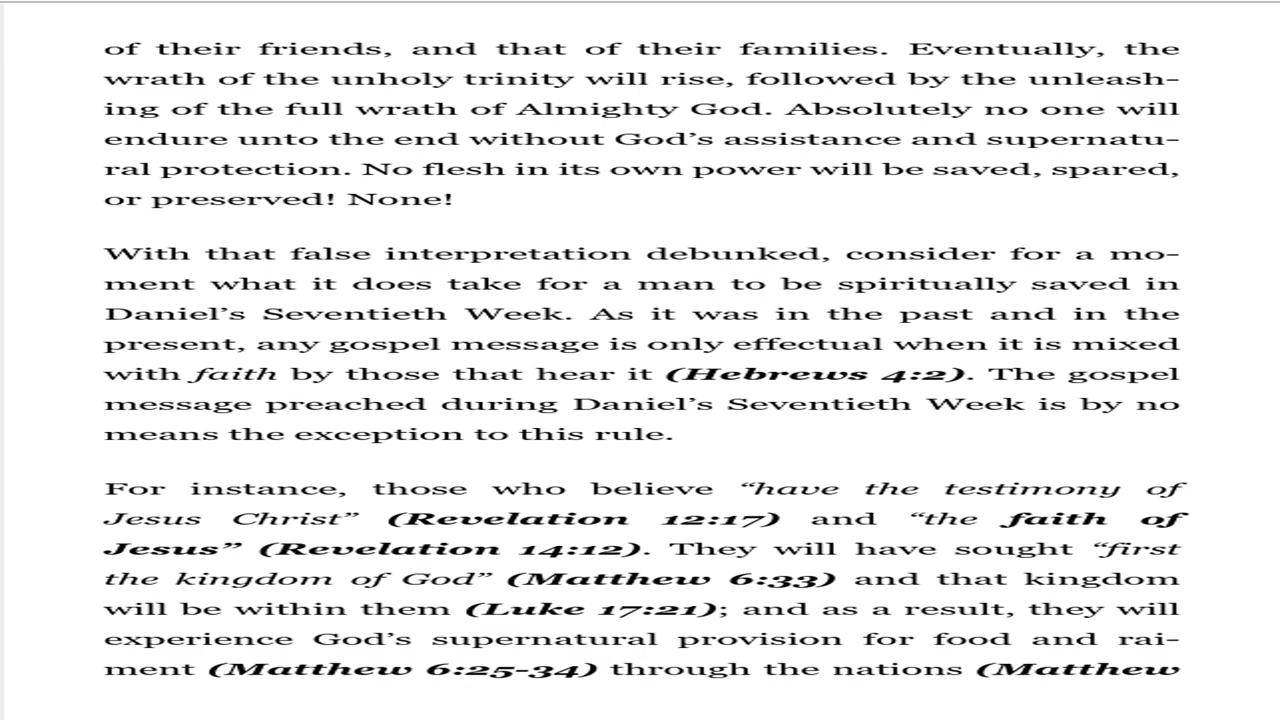 of their friends, and that of their families. Eventually, the
wrath of the unholy trinity will rise, followed by the unleash-
ing of the full wrath of Almighty God. Absolutely no one will
endure unto the end without God’s assistance and supernatu-
ral protection. No flesh in its own power will be saved, spared,
or preserved! None!
With that false interpretation debunked, consider for a mo-
ment what it does take for a man to be spiritually saved in
Daniel’s Seventieth Week. As it was in the past and in the
present, any gospel message is only effectual when it is mixed
with faith by those that hear it (Hebrews 4:2). The gospel
message preached during Daniel’s Seventieth Week is by no
means the exception to this rule.
For instance, those who believe “have the testimony of
Jesus Christ” (Revelation 12:17) and “the faith of
Jesus” (Revelation 14:12). They will have sought “first
the kingdom of God” (Matthew 6:33) and that kingdom
will be within them (Luke 17:21); and as a result, they will
experience God’s supernatural provision for food and rai-
ment (Matthew 6:25-34) through the nations (Matthew